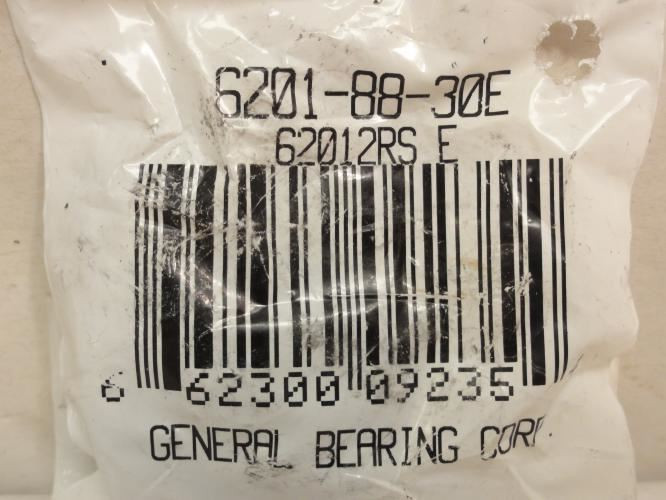 6201-88-30E
62012RS E
6 62300 09235
GENERAL BEARING CORP.